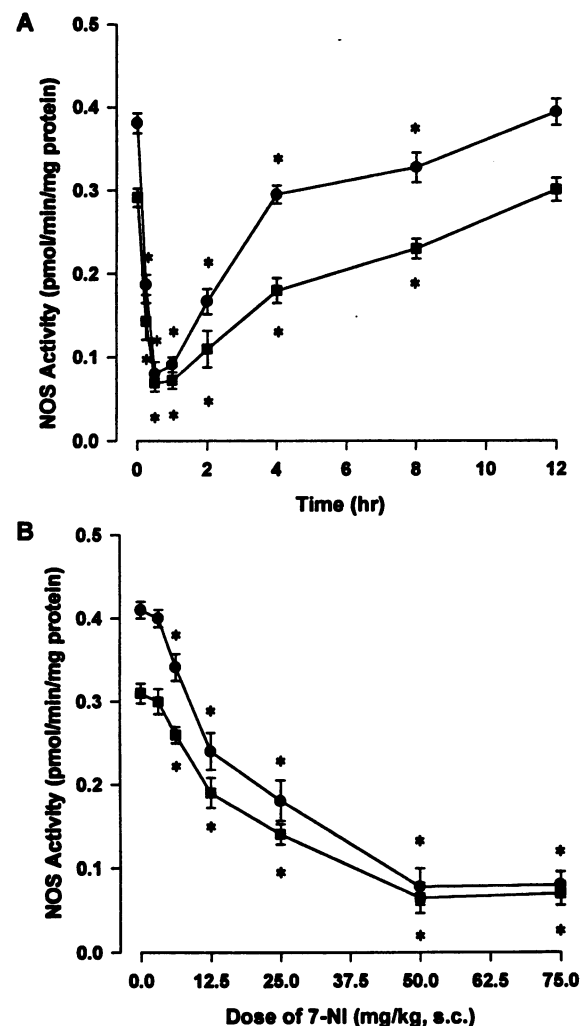 A
NOS Activity (pmol/min/mg protein)
0.5
0.4
0.3
0.2
0.1
0.0
* * * * * *
* * * * * *
0 2 4 6 8 10 12
Time (hr)
B
NOS Activity (pmol/min/mg protein)
0.5
0.4
0.3
0.2
0.1
0.0
* * * * *
* * * * *
0.0 12.5 25.0 37.5 50.0 62.5 75.0
Dose of 7-NI (mg/kg, s.c.)